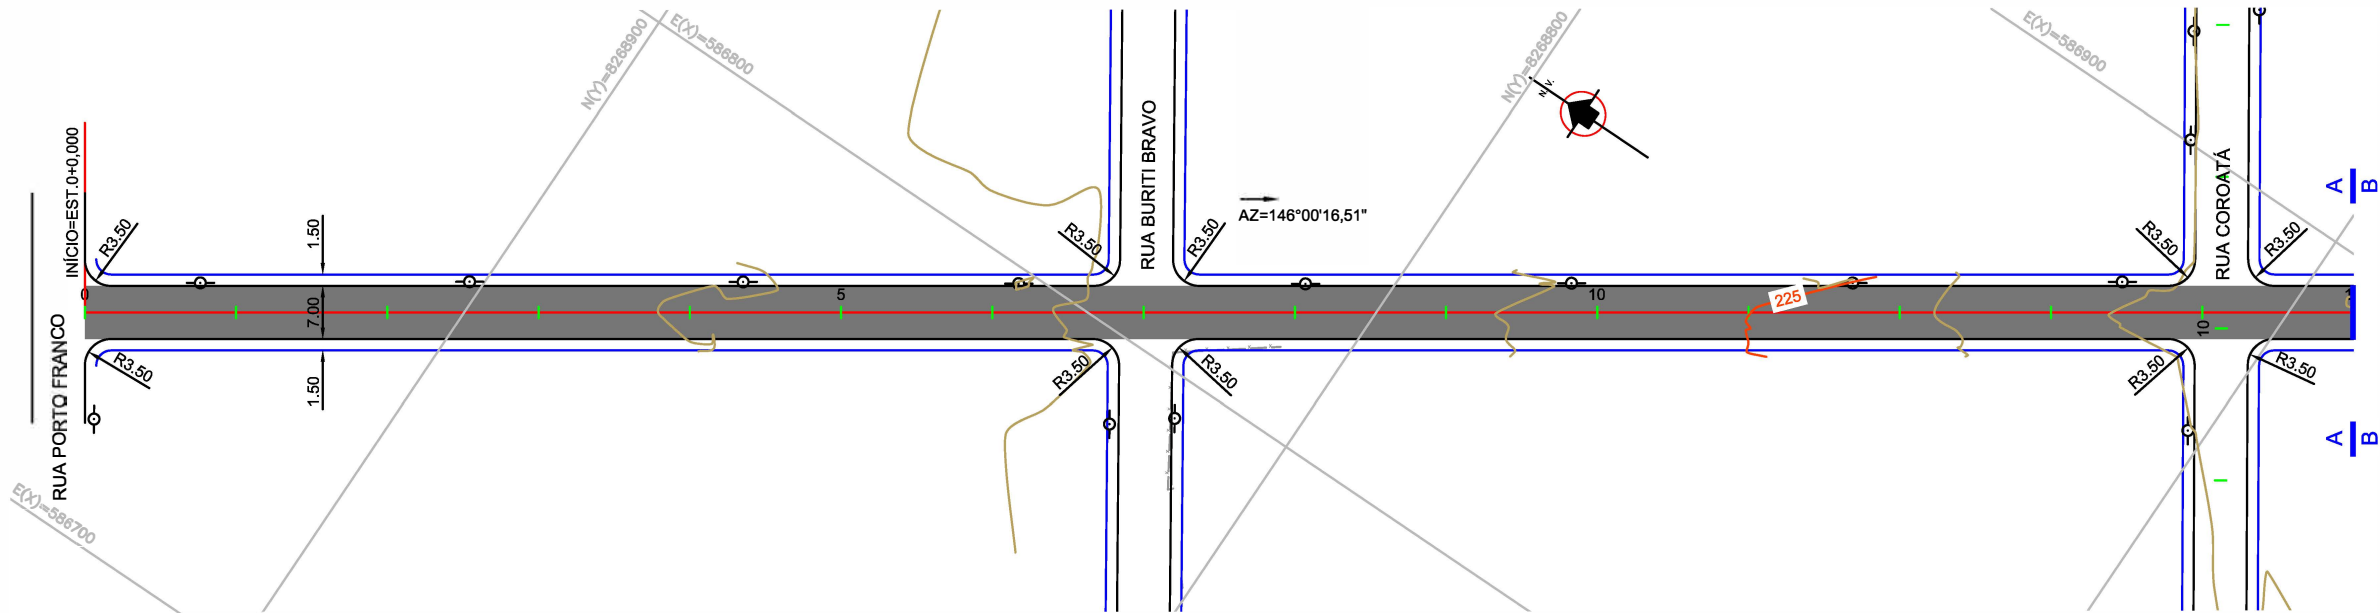 N(Y)=8268900
E(X)=586800
N(Y)=8268800
E(X)=586900
N.V.
INÍCIO=EST.0+0,000
R3.50
1.50
RUA BURITI BRAVO
R3.50
R3.50
AZ=146°00'16,51"
RUA COROATÁ
R3.50
R3.50
A
B
0
5
10
225
7.00
10
RUA PORTO FRANCO
R3.50
1.50
R3.50
R3.50
R3.50
R3.50
A
B
E(X)=586700